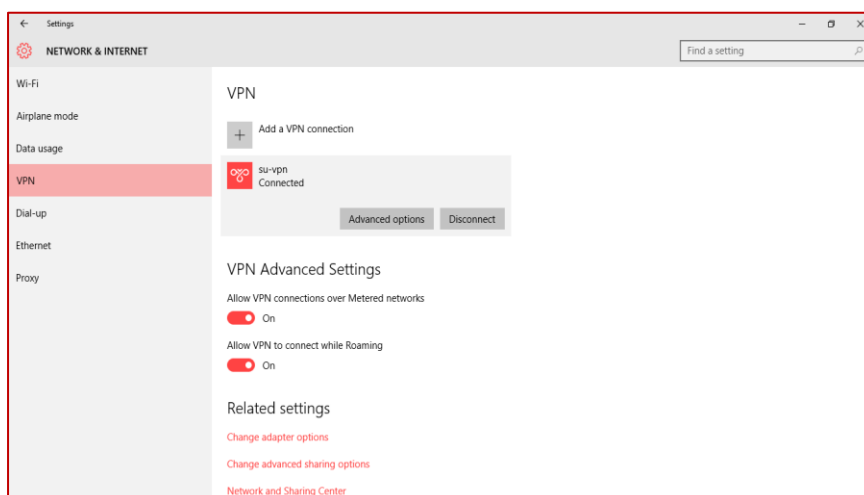 Settings
NETWORK & INTERNET
Find a setting
Wi-Fi
Airplane mode
Data usage
VPN
Dial-up
Ethernet
Proxy
VPN
Add a VPN connection
su-vpn
Connected
Advanced options Disconnect
VPN Advanced Settings
Allow VPN connections over Metered networks
On
Allow VPN to connect while Roaming
On
Related settings
Change adapter options
Change advanced sharing options
Network and Sharing Center